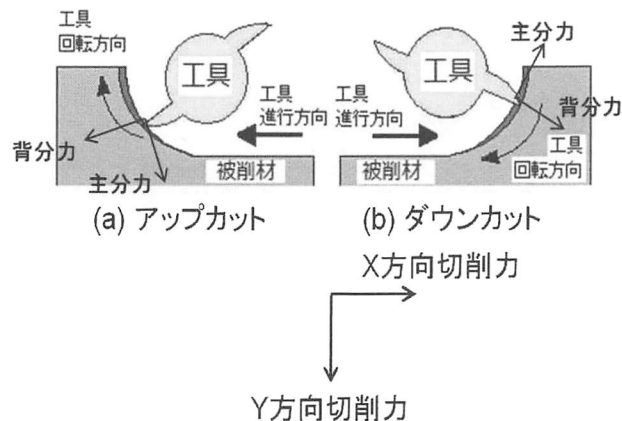 工具
回転方向
工具
工具
進行方向
背分力
主分力
被削材
(a) アップカット
主分力
工具
工具
進行方向
背分力
工具
回転方向
被削材
(b) ダウンカット
X方向切削力
Y方向切削力